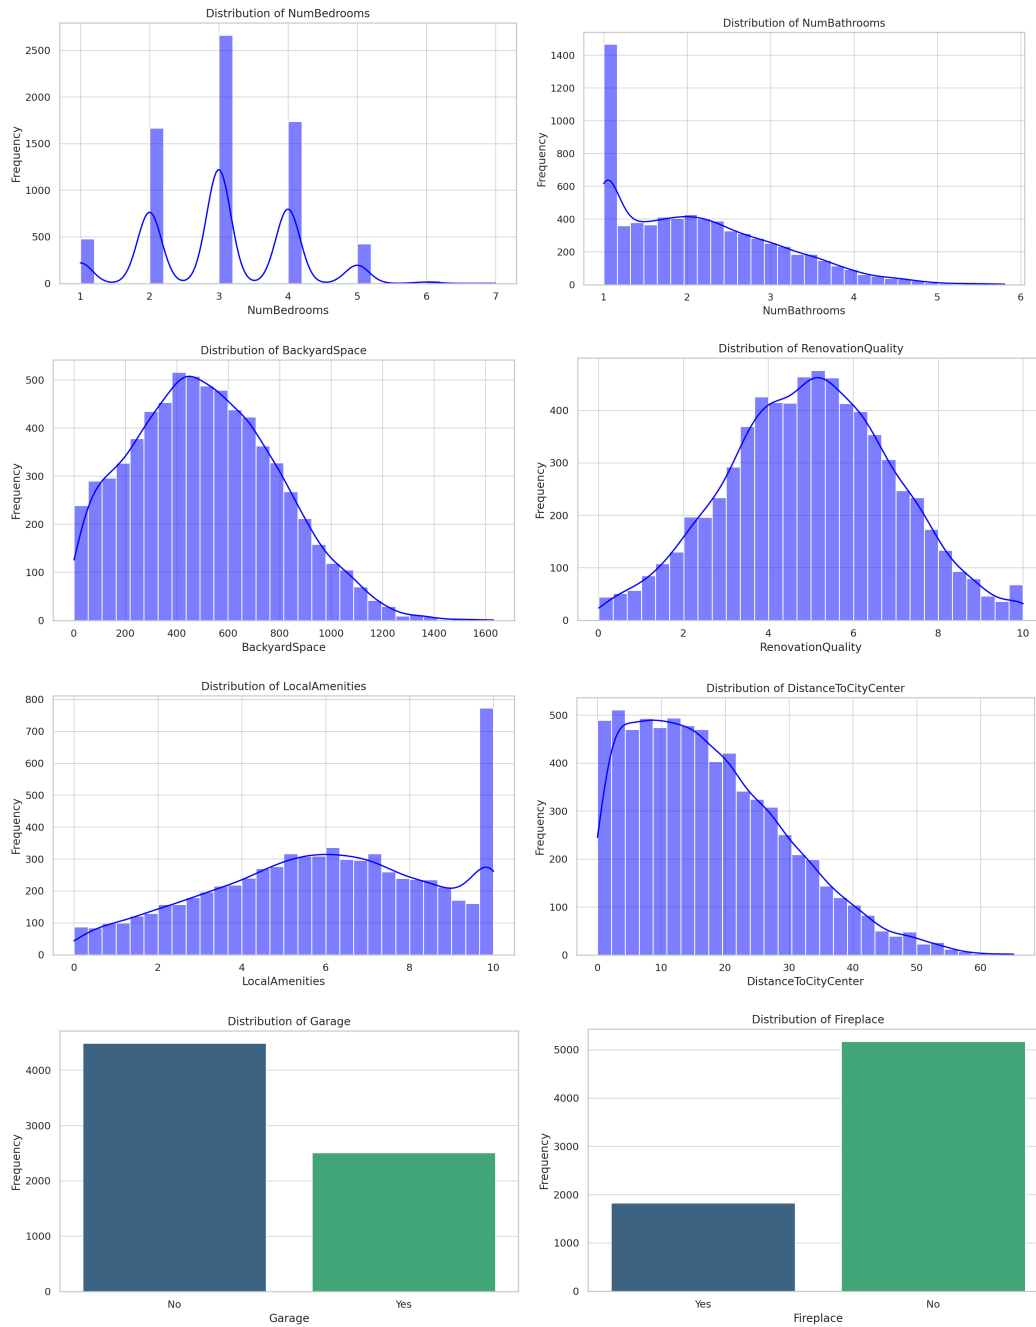 Distribution of NumBedrooms
2500
2000
1500
1000
500
0
Frequency
1 2 3 4 5 6 7
NumBedrooms
Distribution of NumBathrooms
1400
1200
1000
800
600
400
200
0
Frequency
1 2 3 4 5 6
NumBathrooms
Distribution of BackyardSpace
500
400
300
200
100
0
Frequency
0 200 400 600 800 1000 1200 1400 1600
BackyardSpace
Distribution of RenovationQuality
400
300
200
100
0
Frequency
0 2 4 6 8 10
RenovationQuality
Distribution of LocalAmenities
800
700
600
500
400
300
200
100
0
Frequency
0 2 4 6 8 10
LocalAmenities
Distribution of DistanceToCityCenter
500
400
300
200
100
0
Frequency
0 10 20 30 40 50 60
DistanceToCityCenter
Distribution of Garage
4000
3000
2000
1000
0
Frequency
No Yes
Garage
Distribution of Fireplace
5000
4000
3000
2000
1000
0
Frequency
Yes No
Fireplace